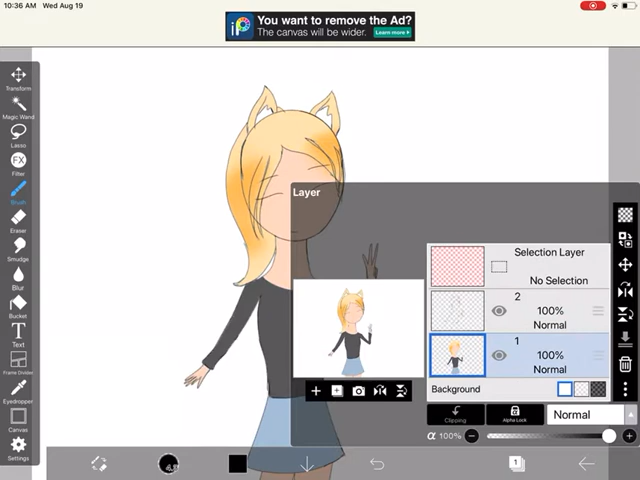 10:36 AM Wed Aug 19
iP
You want to remove the Ad?
The canvas will be wider.
Learn more
Transform
Magic Wand
Lasso
FX
Filter
Brush
Eraser
Smudge
Blur
Bucket
T
Text
Frame Divider
Eyedropper
Canvas
Settings
Layer
Selection Layer
No Selection
2
100%
Normal
1
100%
Normal
Background
Clipping
Alpha Lock
Normal
α 100%
1